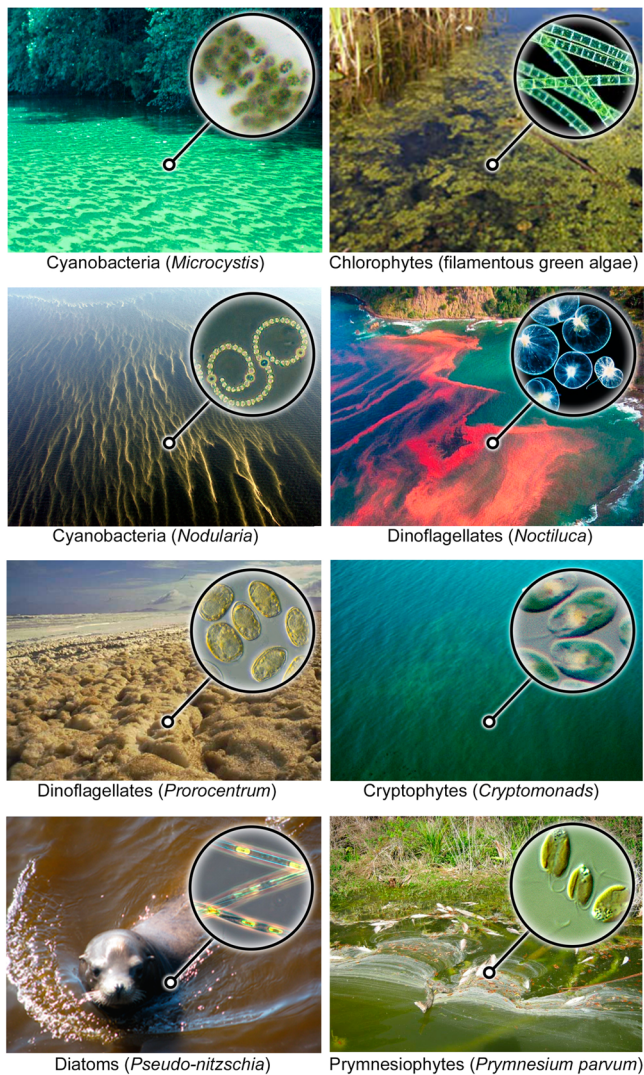 Cyanobacteria (Microcystis)
Chlorophytes (filamentous green algae)
Cyanobacteria (Nodularia)
Dinoflagellates (Noctiluca)
Dinoflagellates (Prorocentrum)
Cryptophytes (Cryptomonads)
Diatoms (Pseudo-nitzschia)
Prymnesiophytes (Prymnesium parvum)